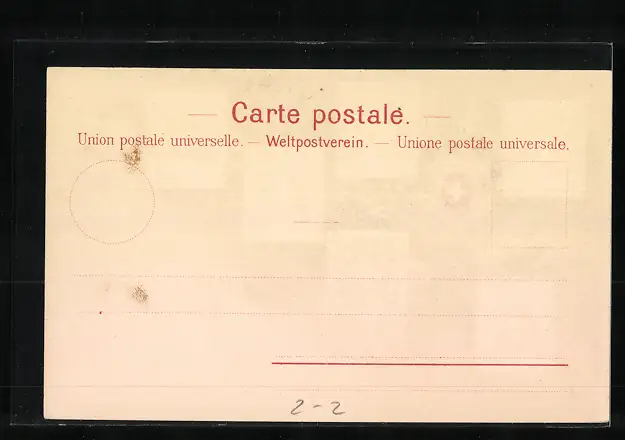 — Carte postale. —
Union postale universelle. — Weltpostverein. — Unione postale universale.
2-2